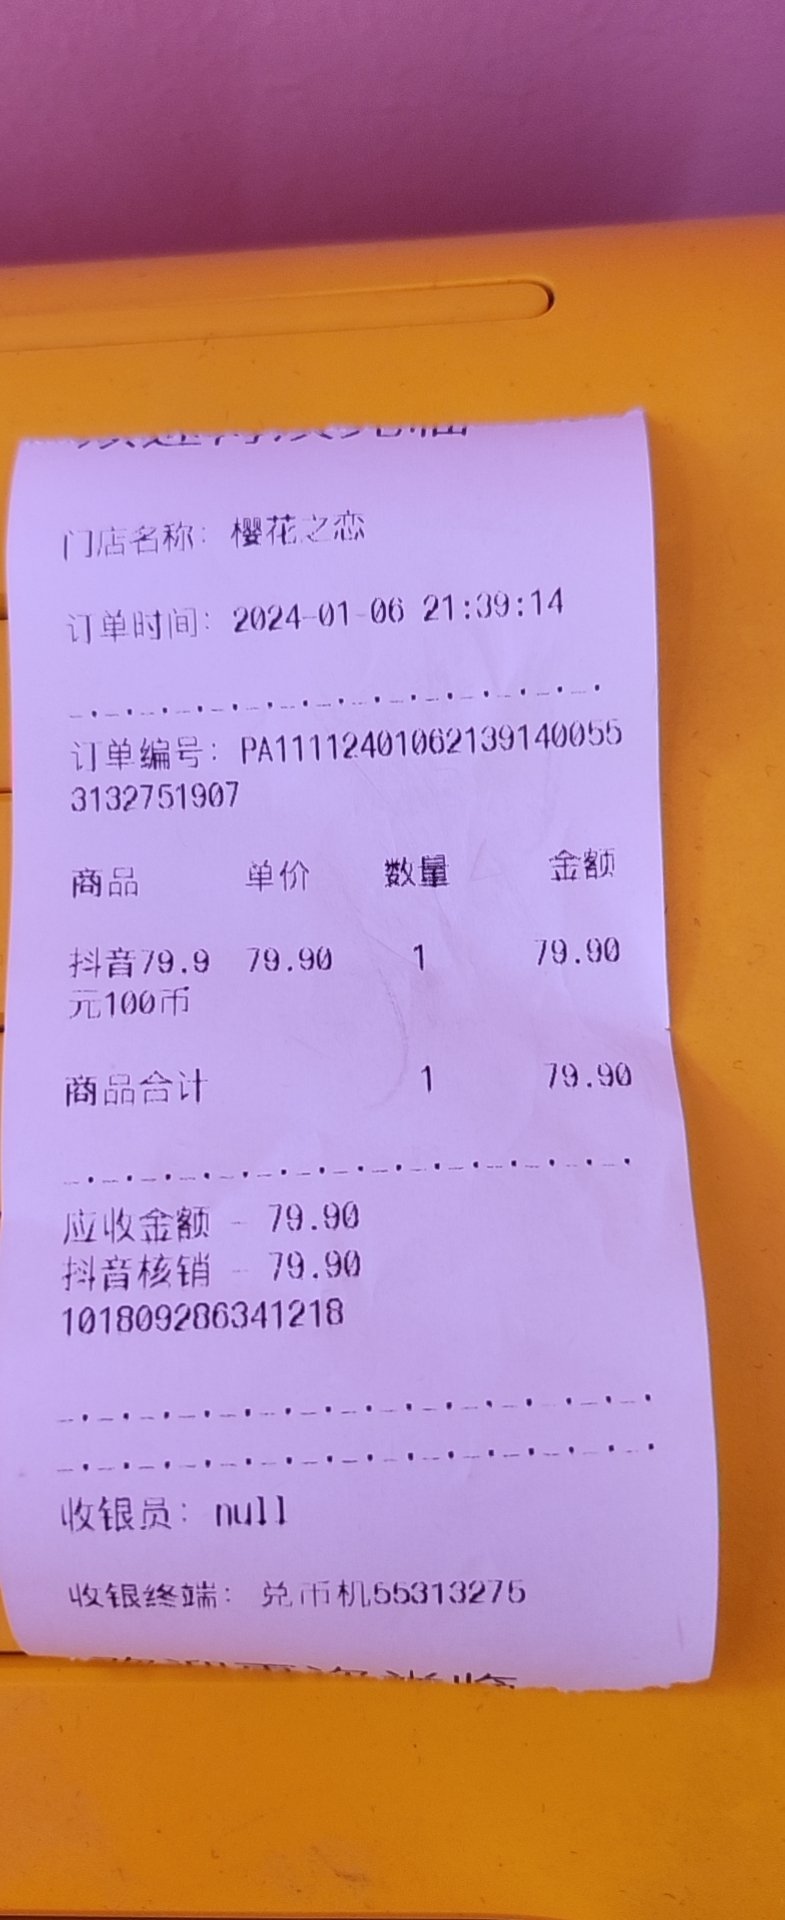 门店名称: 樱花之恋
订单时间: 2024-01-06 21:39:14
订单编号: PA11112401062139140055
3132751907
商品 单价 数量 金额
抖音79.9 79.90 1 79.90
元100币
商品合计 1 79.90
应收金额 - 79.90
抖音核销 - 79.90
101809286341218
收银员: null
收银终端: 兑币机55313275